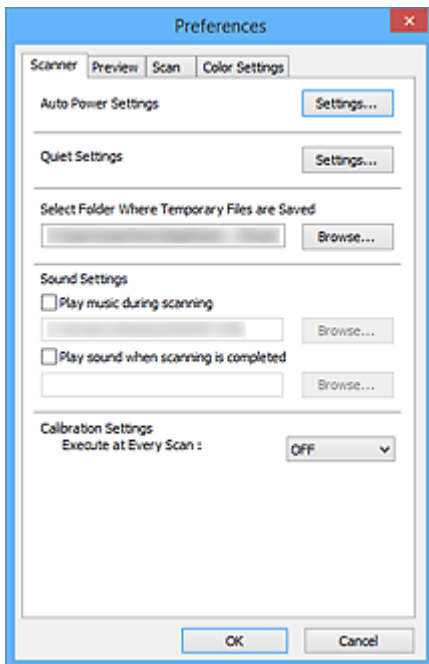 Preferences
Scanner Preview Scan Color Settings
Auto Power Settings Settings...
Quiet Settings Settings...
Select Folder Where Temporary Files are Saved
Browse...
Sound Settings
Play music during scanning
Browse...
Play sound when scanning is completed
Browse...
Calibration Settings
Execute at Every Scan : OFF
OK Cancel